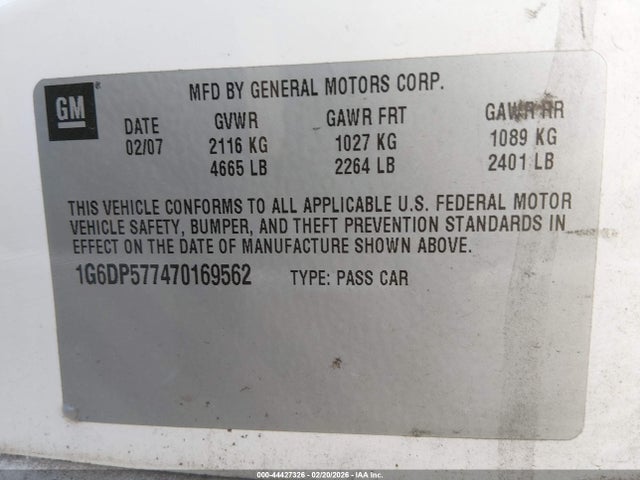 GM
MFD BY GENERAL MOTORS CORP.
DATE GVWR GAWR FRT GAWR RR
02/07 2116 KG 1027 KG 1089 KG
4665 LB 2264 LB 2401 LB
THIS VEHICLE CONFORMS TO ALL APPLICABLE U.S. FEDERAL MOTOR
VEHICLE SAFETY, BUMPER, AND THEFT PREVENTION STANDARDS IN
EFFECT ON THE DATE OF MANUFACTURE SHOWN ABOVE.
1G6DP577470169562 TYPE: PASS CAR
000-44427326 - 02/20/2026 - IAA Inc.